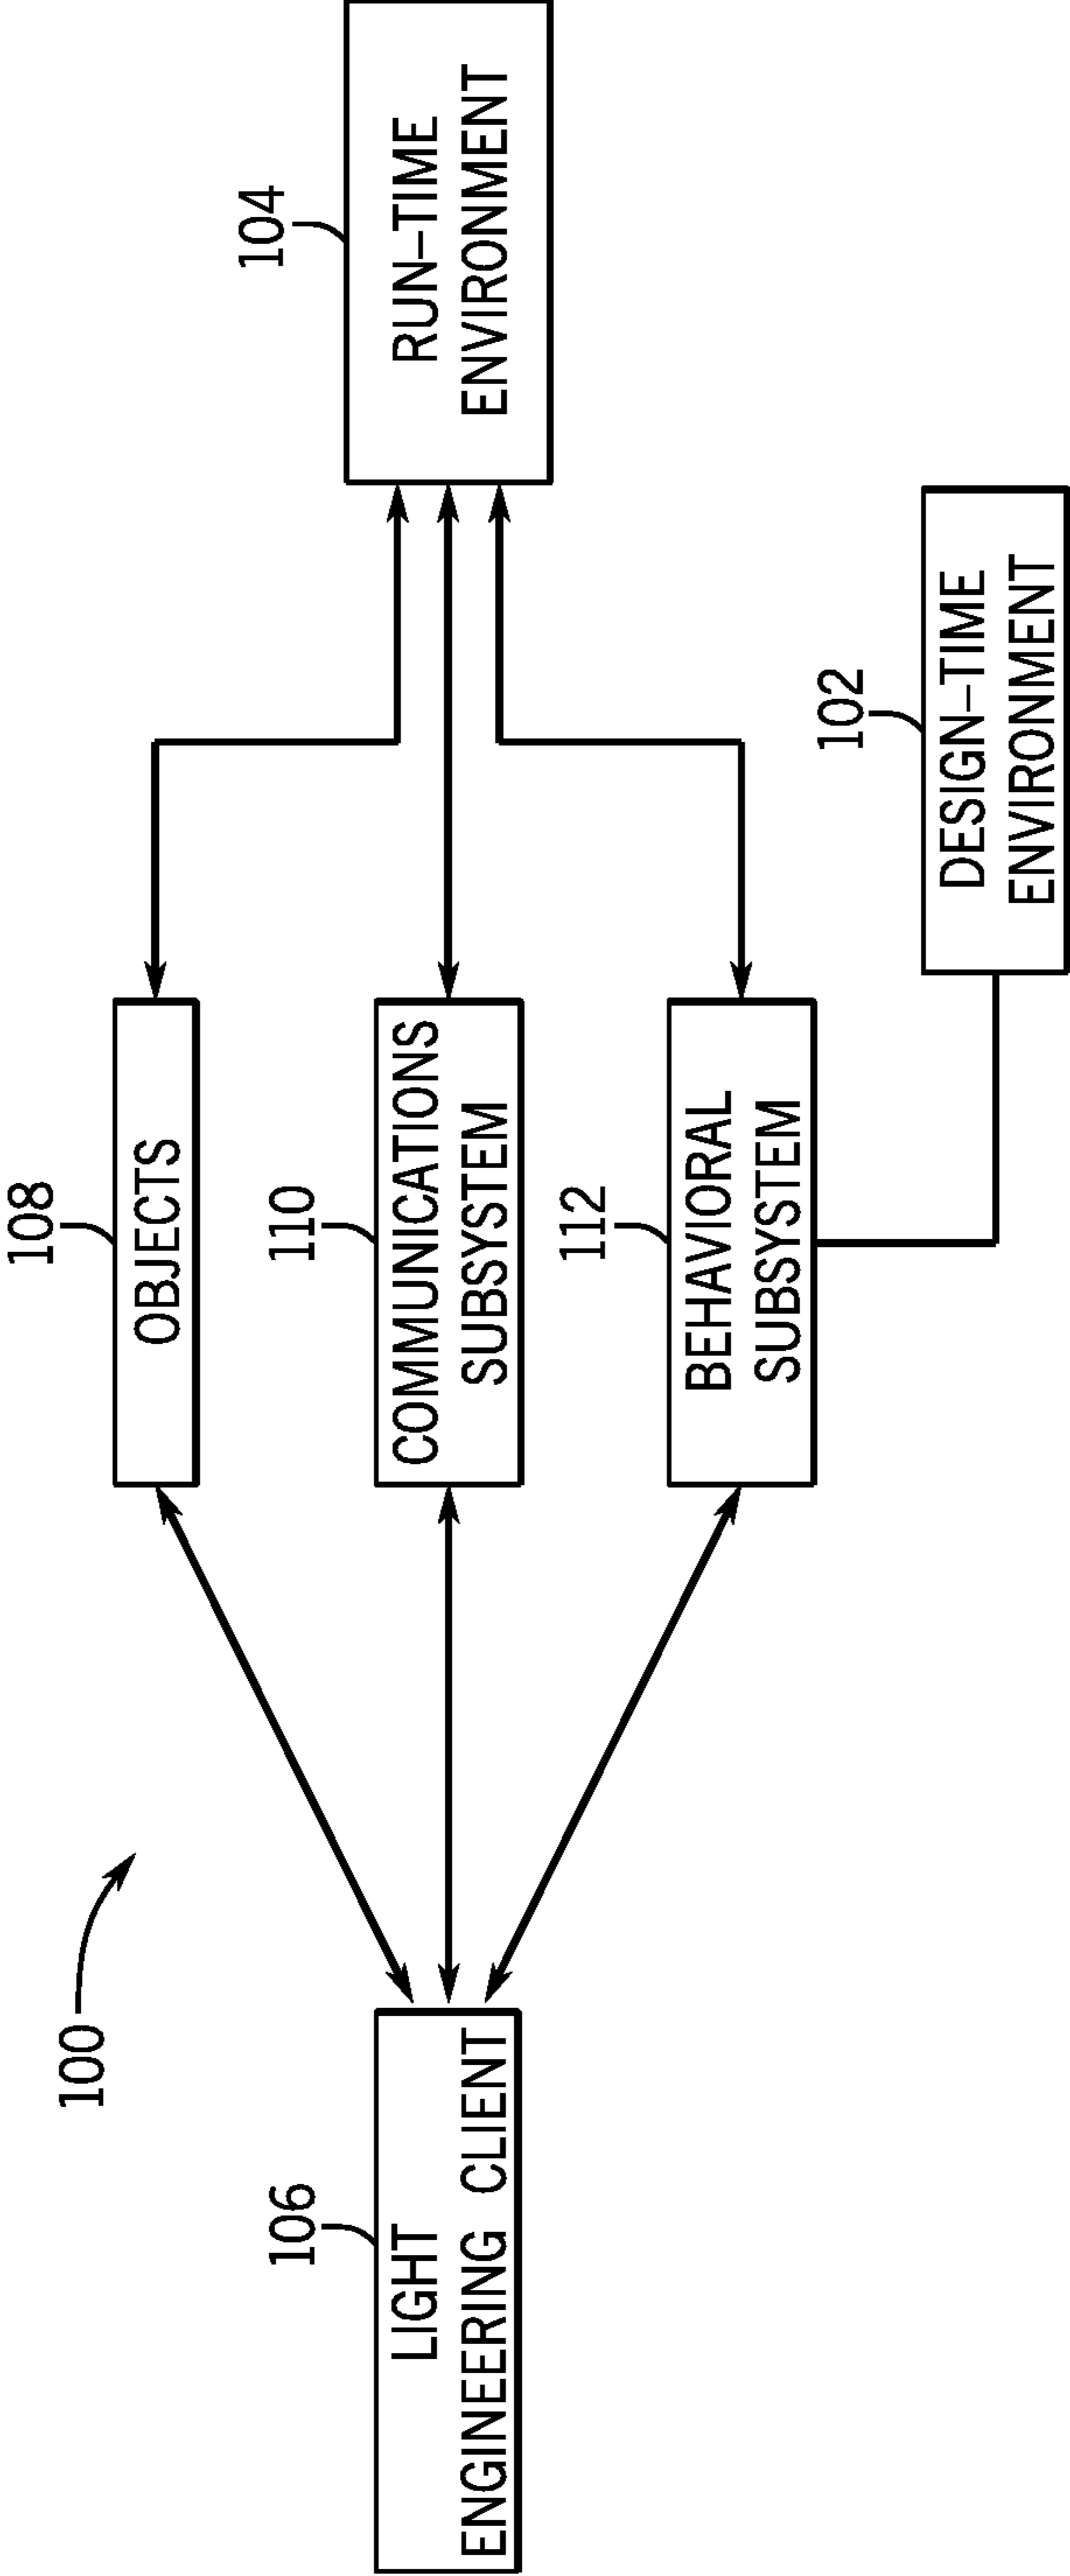 100
106
LIGHT
ENGINEERING CLIENT
108
OBJECTS
110
COMMUNICATIONS
SUBSYSTEM
112
BEHAVIORAL
SUBSYSTEM
104
RUN-TIME
ENVIRONMENT
102
DESIGN-TIME
ENVIRONMENT